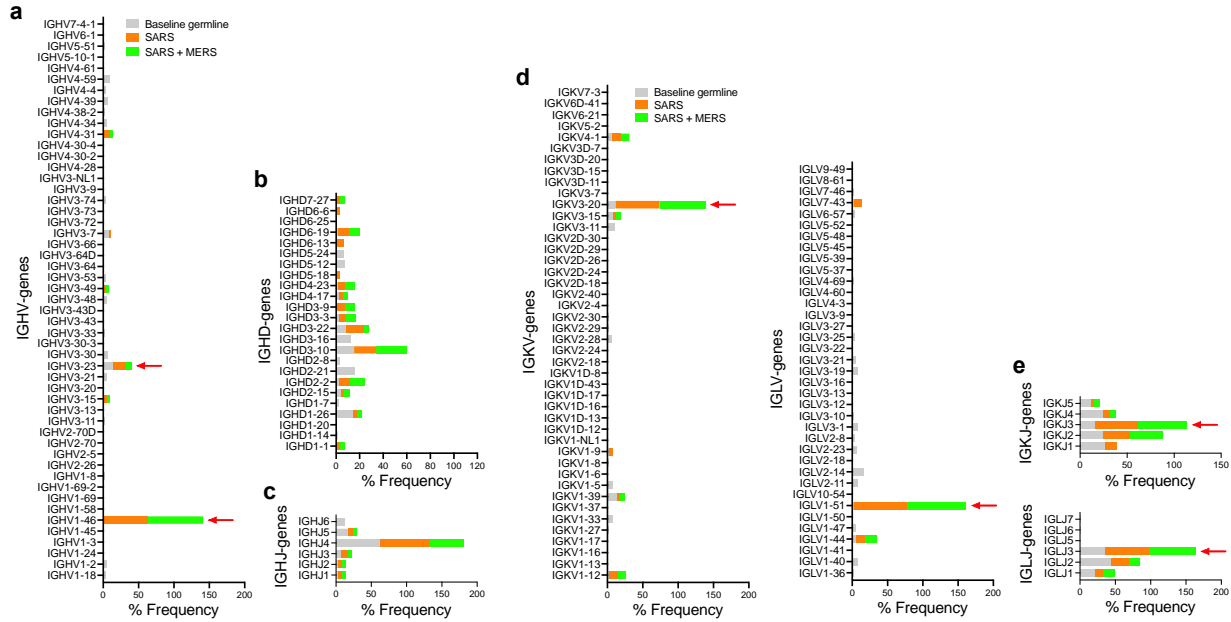 a
Baseline germline
SARS
SARS + MERS
IGHV-genes
IGHV7-4-1
IGHV6-1
IGHV5-51
IGHV5-10-1
IGHV4-61
IGHV4-59
IGHV4-4
IGHV4-39
IGHV4-38-2
IGHV4-34
IGHV4-31
IGHV4-30-4
IGHV4-30-2
IGHV4-28
IGHV3-NL1
IGHV3-9
IGHV3-74
IGHV3-73
IGHV3-72
IGHV3-7
IGHV3-66
IGHV3-64D
IGHV3-64
IGHV3-53
IGHV3-49
IGHV3-48
IGHV3-43D
IGHV3-43
IGHV3-33
IGHV3-30-3
IGHV3-30
IGHV3-23
IGHV3-21
IGHV3-20
IGHV3-15
IGHV3-13
IGHV3-11
IGHV2-70D
IGHV2-70
IGHV2-5
IGHV2-26
IGHV1-8
IGHV1-69-2
IGHV1-69
IGHV1-58
IGHV1-46
IGHV1-45
IGHV1-3
IGHV1-24
IGHV1-2
IGHV1-18
0 50 100 150 200
% Frequency
b
IGHD-genes
IGHD7-27
IGHD6-6
IGHD6-25
IGHD6-19
IGHD6-13
IGHD5-24
IGHD5-12
IGHD5-18
IGHD4-23
IGHD4-17
IGHD3-9
IGHD3-3
IGHD3-22
IGHD3-16
IGHD3-10
IGHD2-8
IGHD2-21
IGHD2-2
IGHD2-15
IGHD1-7
IGHD1-26
IGHD1-20
IGHD1-14
IGHD1-1
0 20 40 60 80 100 120
% Frequency
c
IGHJ-genes
IGHJ6
IGHJ5
IGHJ4
IGHJ3
IGHJ2
IGHJ1
0 50 100 150 200
% Frequency
d
Baseline germline
SARS
SARS + MERS
IGKV-genes
IGKV7-3
IGKV6D-41
IGKV6-21
IGKV5-2
IGKV4-1
IGKV3D-7
IGKV3D-20
IGKV3D-15
IGKV3D-11
IGKV3-7
IGKV3-20
IGKV3-15
IGKV3-11
IGKV2D-30
IGKV2D-29
IGKV2D-26
IGKV2D-24
IGKV2D-18
IGKV2-40
IGKV2-4
IGKV2-30
IGKV2-29
IGKV2-28
IGKV2-24
IGKV2-18
IGKV1D-8
IGKV1D-43
IGKV1D-17
IGKV1D-16
IGKV1D-13
IGKV1D-12
IGKV1-NL1
IGKV1-9
IGKV1-8
IGKV1-6
IGKV1-5
IGKV1-39
IGKV1-37
IGKV1-33
IGKV1-27
IGKV1-17
IGKV1-16
IGKV1-13
IGKV1-12
0 50 100 150 200
% Frequency
IGLV-genes
IGLV9-49
IGLV8-61
IGLV7-46
IGLV7-43
IGLV6-57
IGLV5-52
IGLV5-48
IGLV5-45
IGLV5-39
IGLV5-37
IGLV4-69
IGLV4-60
IGLV4-3
IGLV3-9
IGLV3-27
IGLV3-25
IGLV3-22
IGLV3-21
IGLV3-19
IGLV3-16
IGLV3-13
IGLV3-12
IGLV3-10
IGLV3-1
IGLV2-8
IGLV2-23
IGLV2-18
IGLV2-14
IGLV2-11
IGLV10-54
IGLV1-51
IGLV1-50
IGLV1-47
IGLV1-44
IGLV1-41
IGLV1-40
IGLV1-36
0 50 100 150 200
% Frequency
e
IGKJ-genes
IGKJ5
IGKJ4
IGKJ3
IGKJ2
IGKJ1
0 50 100 150
% Frequency
IGLJ-genes
IGLJ7
IGLJ6
IGLJ5
IGLJ3
IGLJ2
IGLJ1
0 50 100 150 200
% Frequency